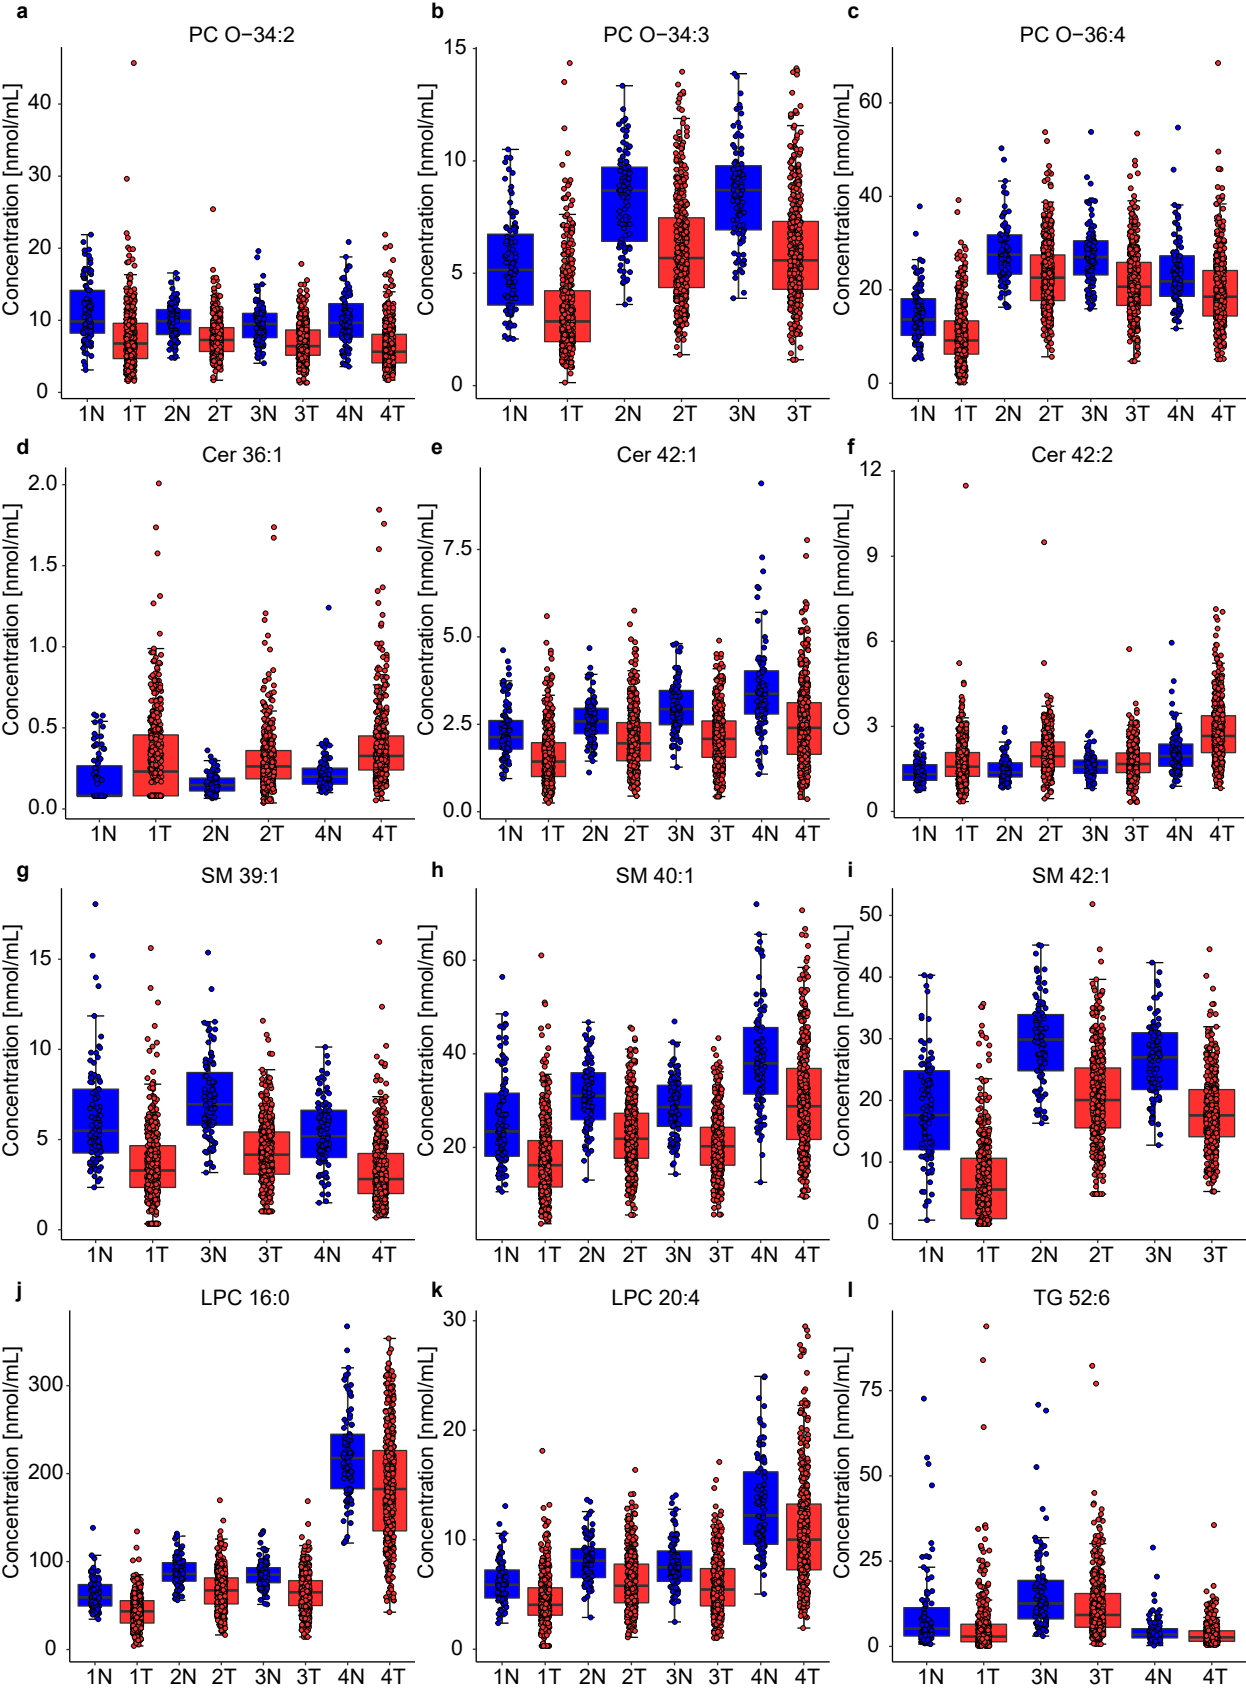 a
PC O−34:2
Concentration [nmol/mL]
40
30
20
10
0
1N 1T 2N 2T 3N 3T 4N 4T
b
PC O−34:3
Concentration [nmol/mL]
15
10
5
0
1N 1T 2N 2T 3N 3T
c
PC O−36:4
Concentration [nmol/mL]
60
40
20
0
1N 1T 2N 2T 3N 3T 4N 4T
d
Cer 36:1
Concentration [nmol/mL]
2.0
1.5
1.0
0.5
0.0
1N 1T 2N 2T 4N 4T
e
Cer 42:1
Concentration [nmol/mL]
7.5
5.0
2.5
0.0
1N 1T 2N 2T 3N 3T 4N 4T
f
Cer 42:2
Concentration [nmol/mL]
12
9
6
3
0
1N 1T 2N 2T 3N 3T 4N 4T
g
SM 39:1
Concentration [nmol/mL]
15
10
5
0
1N 1T 3N 3T 4N 4T
h
SM 40:1
Concentration [nmol/mL]
60
40
20
1N 1T 2N 2T 3N 3T 4N 4T
i
SM 42:1
Concentration [nmol/mL]
50
40
30
20
10
0
1N 1T 2N 2T 3N 3T
j
LPC 16:0
Concentration [nmol/mL]
300
200
100
0
1N 1T 2N 2T 3N 3T 4N 4T
k
LPC 20:4
Concentration [nmol/mL]
30
20
10
0
1N 1T 2N 2T 3N 3T 4N 4T
l
TG 52:6
Concentration [nmol/mL]
75
50
25
0
1N 1T 3N 3T 4N 4T